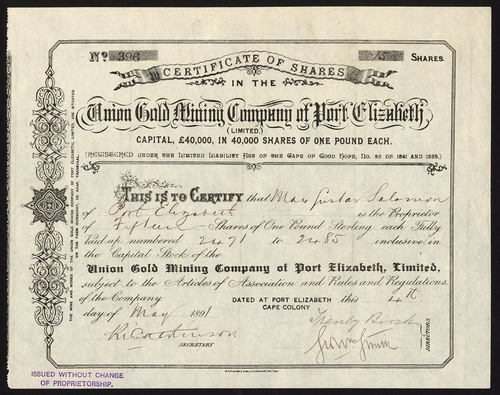 No. 396 15 SHARES.
CERTIFICATE OF SHARES
IN THE
Union Gold Mining Company of Port Elizabeth
(LIMITED.)
CAPITAL, £40,000, IN 40,000 SHARES OF ONE POUND EACH.
(REGISTERED UNDER THE LIMITED LIABILITY ACT OF THE CAPE OF GOOD HOPE, No. 23 OF 1861 AND 1888.)
THIS IS TO CERTIFY that Max Gustav Salomon
of Port Elizabeth is the Proprietor
of Fifteen Shares of One Pound Sterling each Fully
Paid up numbered 2471 to 2485 inclusive in
the Capital Stock of the
Union Gold Mining Company of Port Elizabeth, Limited,
subject to the Articles of Association and Rules and Regulations
of the Company
DATED AT PORT ELIZABETH this 4th
CAPE COLONY
day of May 1891
SECRETARY
DIRECTORS
ISSUED WITHOUT CHANGE
OF PROPRIETORSHIP.